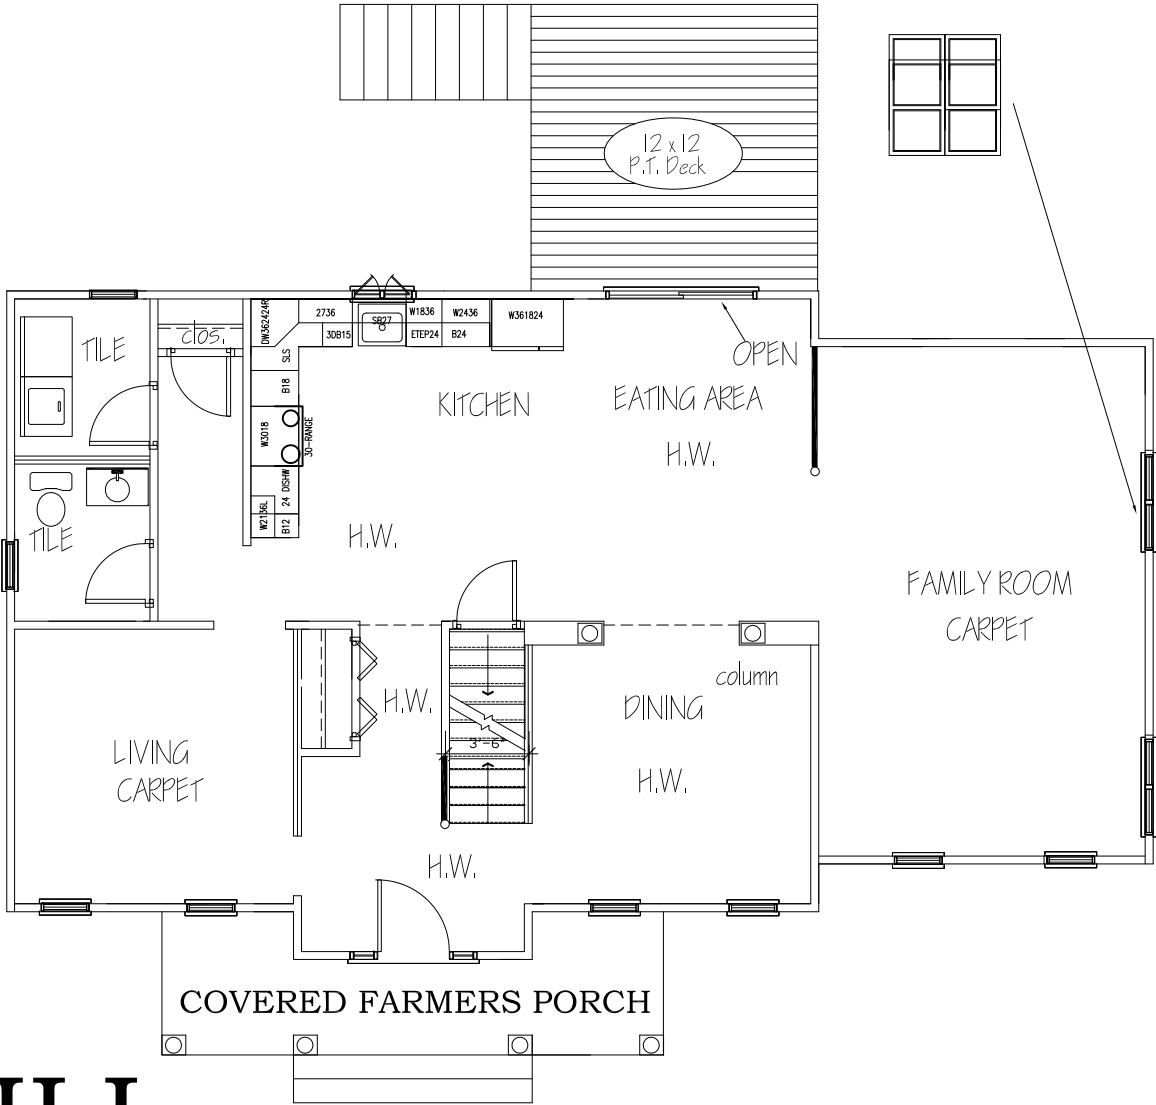 12 x 12
P.T. Deck
TILE
clos.
DW362424R
2736
3DB15
SB27
W1836
W2436
ETEP24
B24
W361824
OPEN
SLS
B18
W3018
30-RANGE
KITCHEN
EATING AREA
H.W.
24 DISHW
W2136L
B12
TILE
H.W.
FAMILY ROOM
CARPET
column
H.W.
DINING
3'-6"
LIVING
CARPET
H.W.
H.W.
COVERED FARMERS PORCH